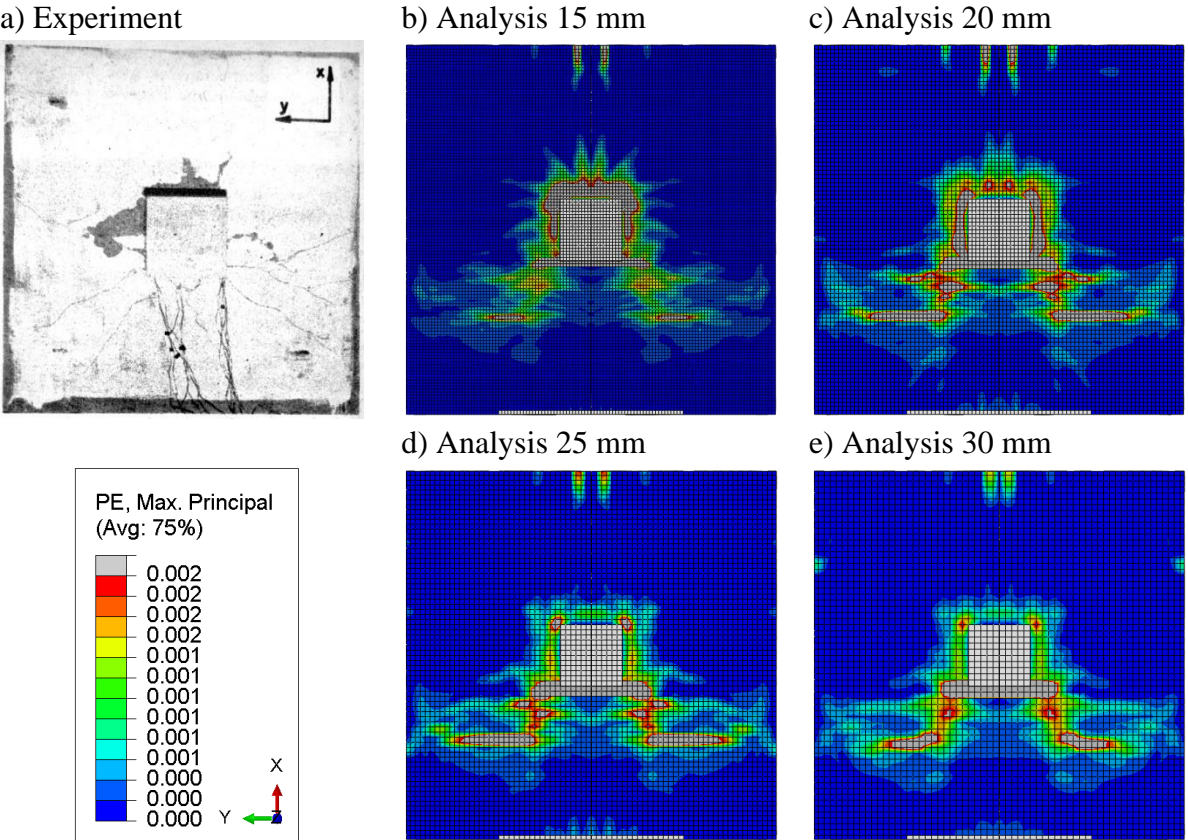 a) Experiment
b) Analysis 15 mm
c) Analysis 20 mm
x
y
d) Analysis 25 mm
e) Analysis 30 mm
PE, Max. Principal
(Avg: 75%)
0.002
0.002
0.002
0.002
0.001
0.001
0.001
0.001
0.001
0.001
0.000
0.000
0.000
X
Y
Z